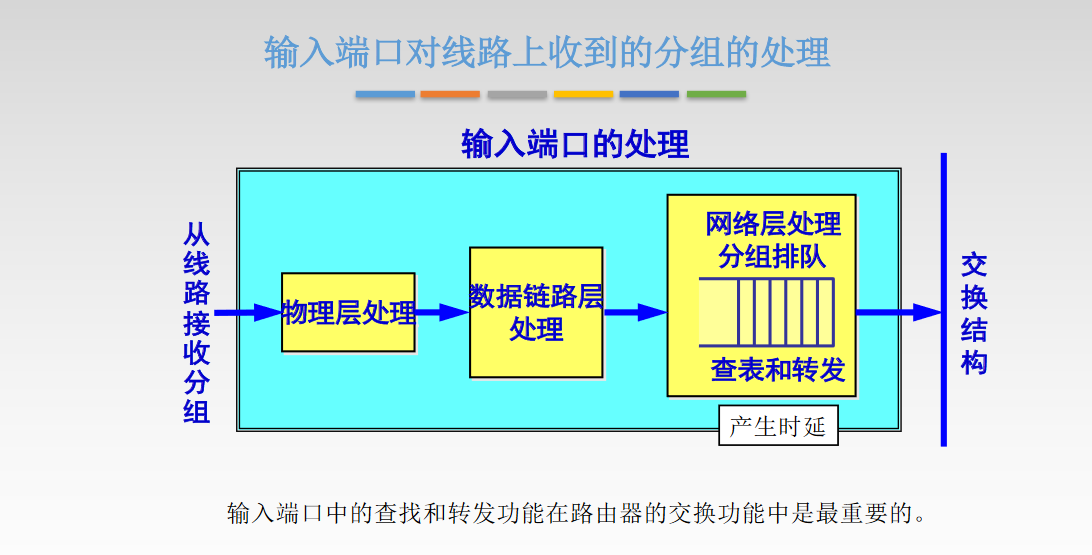 输入端口对线路上收到的分组的处理
输入端口的处理
从线路接收分组
物理层处理
数据链路层
处理
网络层处理
分组排队
查表和转发
产生时延
交换结构
输入端口中的查找和转发功能在路由器的交换功能中是最重要的。